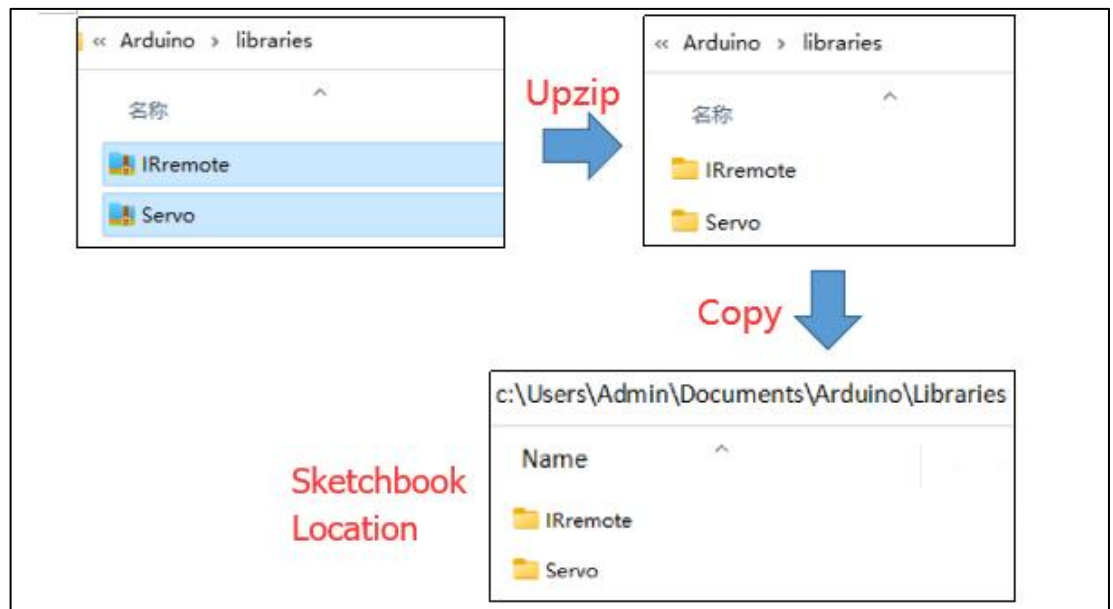 « Arduino › libraries
名称
IRremote
Servo
Upzip
« Arduino › libraries
名称
IRremote
Servo
Copy
c:\Users\Admin\Documents\Arduino\Libraries
Name
IRremote
Servo
Sketchbook
Location